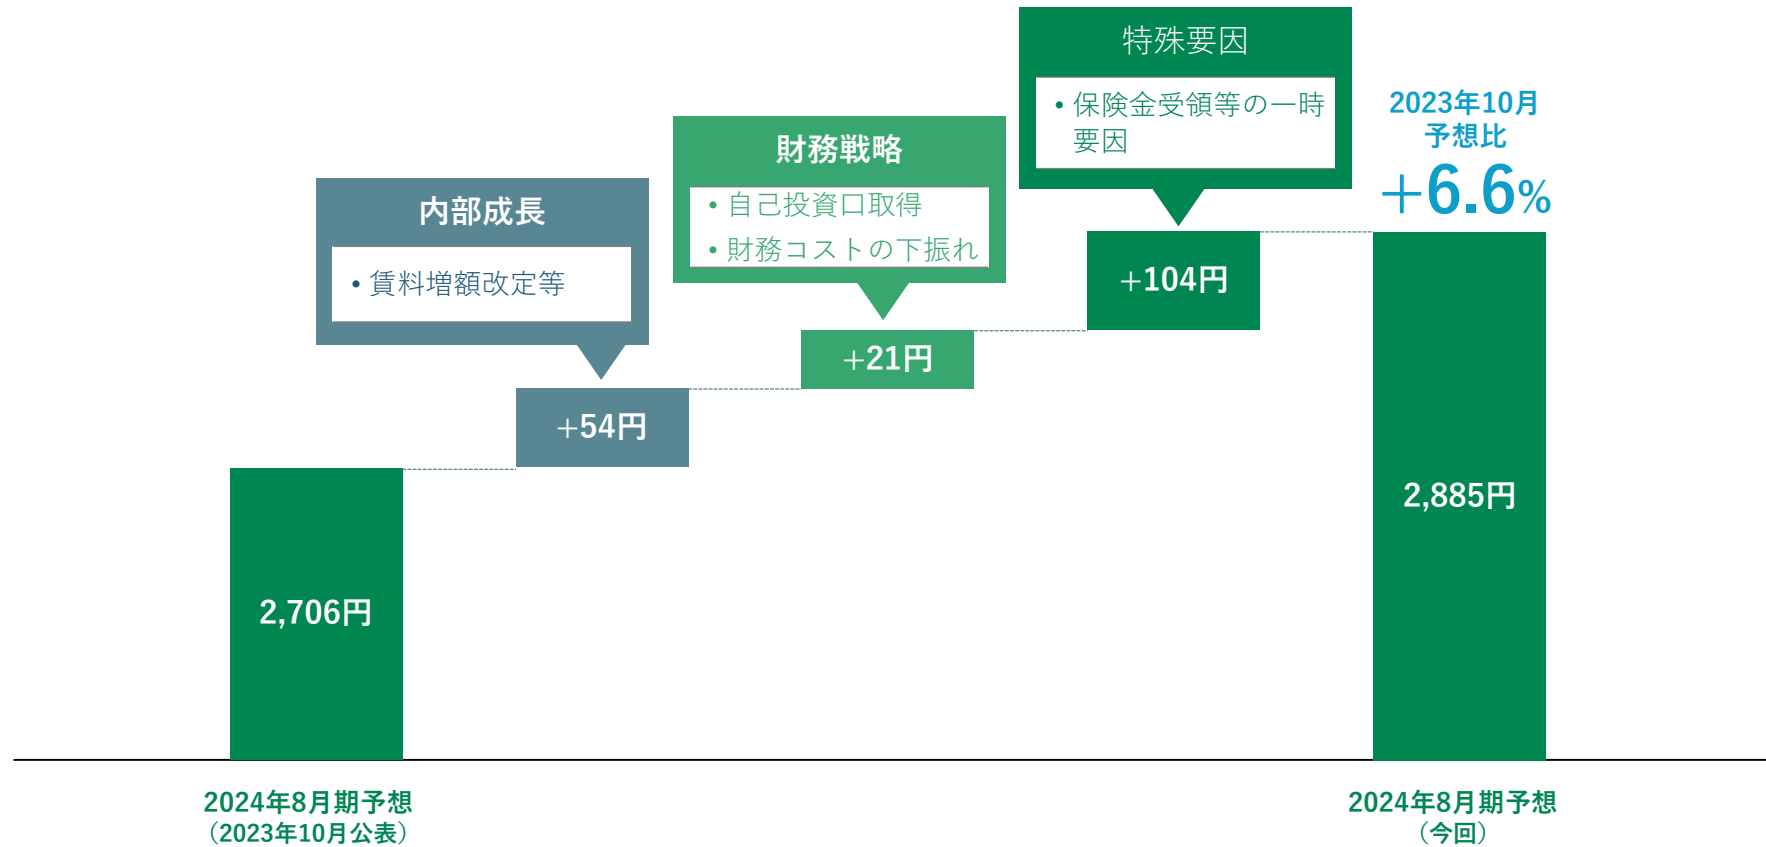 特殊要因
• 保険金受領等の一時
要因
2023年10月
予想比
+6.6%
財務戦略
• 自己投資口取得
• 財務コストの下振れ
内部成長
• 賃料増額改定等
+104円
+21円
+54円
2,885円
2,706円
2024年8月期予想
（2023年10月公表）
2024年8月期予想
（今回）